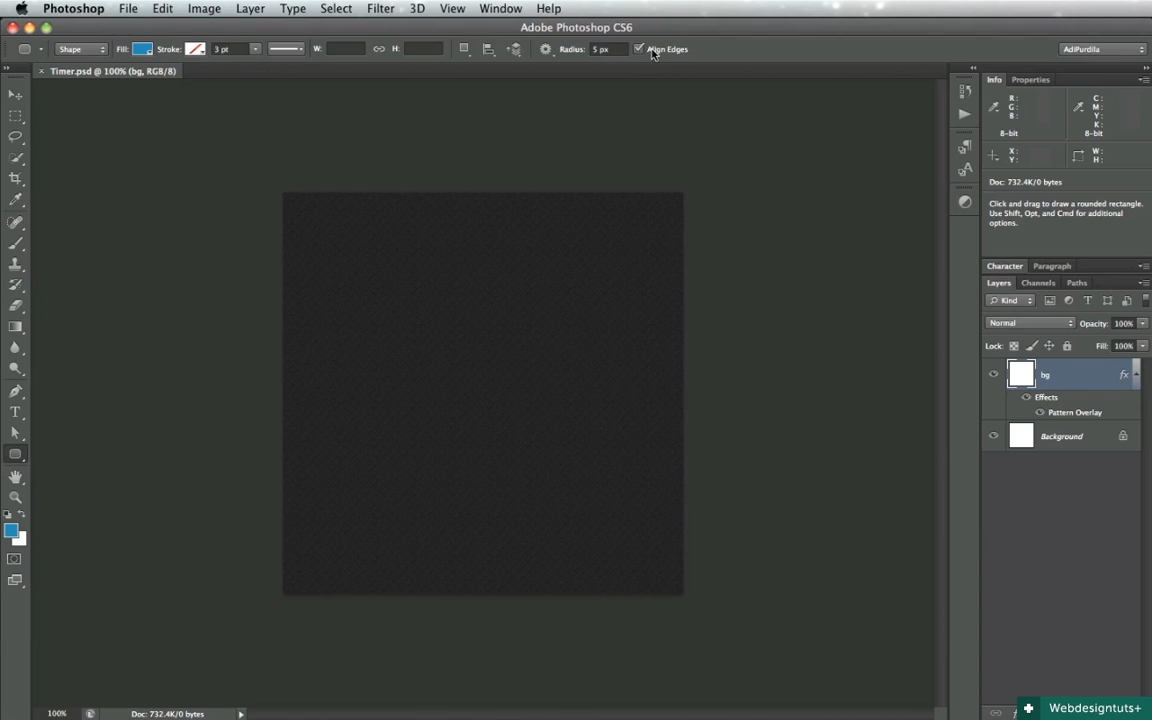 Photoshop File Edit Image Layer Type Select Filter 3D View Window Help
Adobe Photoshop CS6
Shape Fill: Stroke: 3 pt W: H: Radius: 5 px Align Edges AdiPurdila
Timer.psd @ 100% (bg, RGB/8)
Info Properties
R: C:
G: M:
B: Y:
K:
8-bit 8-bit
X: W:
Y: H:
Doc: 732.4K/0 bytes
Click and drag to draw a rounded rectangle.
Use Shift, Opt, and Cmd for additional
options.
Character Paragraph
Layers Channels Paths
Kind
Normal Opacity: 100%
Lock: Fill: 100%
bg fx
Effects
Pattern Overlay
Background
100% Doc: 732.4K/0 bytes
Webdesigntuts+